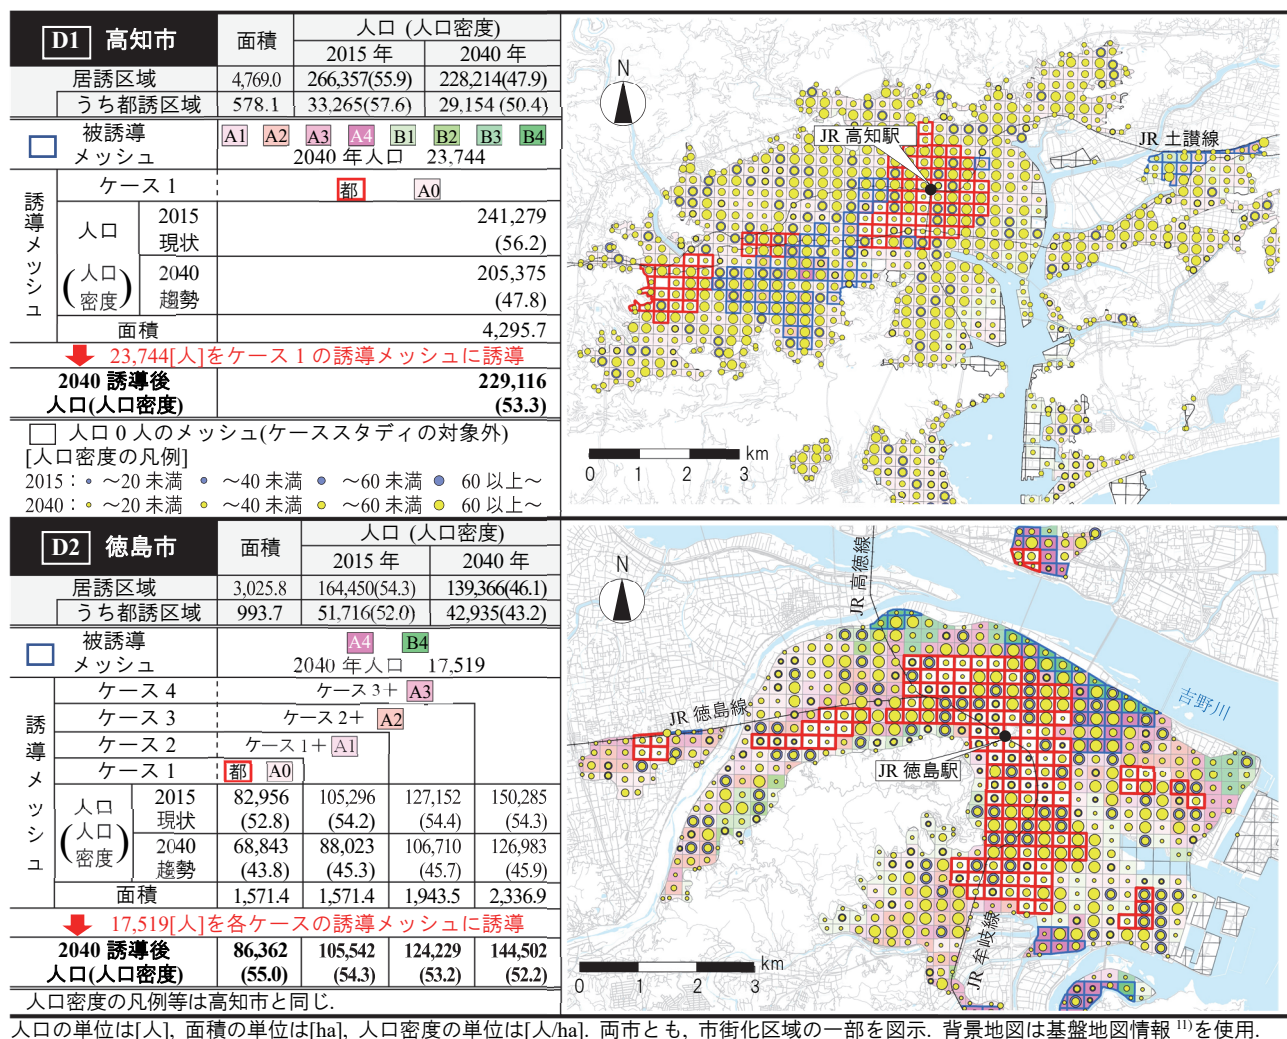 D1 高知市 面積 人口 (人口密度)
2015 年 2040 年
居誘区域 4,769.0 266,357(55.9) 228,214(47.9)
うち都誘区域 578.1 33,265(57.6) 29,154 (50.4)
被誘導メッシュ A1 A2 A3 A4 B1 B2 B3 B4
2040 年人口 23,744
誘導メッシュ
ケース 1 都 A0
人口(人口密度) 2015 現状 241,279 (56.2)
2040 趨勢 205,375 (47.8)
面積 4,295.7
23,744[人]をケース 1 の誘導メッシュに誘導
2040 誘導後 229,116
人口(人口密度) (53.3)
人口 0 人のメッシュ(ケーススタディの対象外)
[人口密度の凡例]
2015 : ～20 未満 ～40 未満 ～60 未満 60 以上～
2040 : ～20 未満 ～40 未満 ～60 未満 60 以上～
N
JR 高知駅
JR 土讃線
0 1 2 3 km
D2 徳島市 面積 人口 (人口密度)
2015 年 2040 年
居誘区域 3,025.8 164,450(54.3) 139,366(46.1)
うち都誘区域 993.7 51,716(52.0) 42,935(43.2)
被誘導メッシュ A4 B4
2040 年人口 17,519
誘導メッシュ
ケース 4 ケース 3+ A3
ケース 3 ケース 2+ A2
ケース 2 ケース 1+ A1
ケース 1 都 A0
人口(人口密度) 2015 現状 82,956 (52.8) 105,296 (54.2) 127,152 (54.4) 150,285 (54.3)
2040 趨勢 68,843 (43.8) 88,023 (45.3) 106,710 (45.7) 126,983 (45.9)
面積 1,571.4 1,571.4 1,943.5 2,336.9
17,519[人]を各ケースの誘導メッシュに誘導
2040 誘導後 86,362 105,542 124,229 144,502
人口(人口密度) (55.0) (54.3) (53.2) (52.2)
人口密度の凡例等は高知市と同じ.
N
JR 高徳線
JR 徳島線
吉野川
JR 徳島駅
JR 牟岐線
0 1 2 3 km
人口の単位は[人], 面積の単位は[ha], 人口密度の単位は[人/ha]. 両市とも, 市街化区域の一部を図示. 背景地図は基盤地図情報 11)を使用.